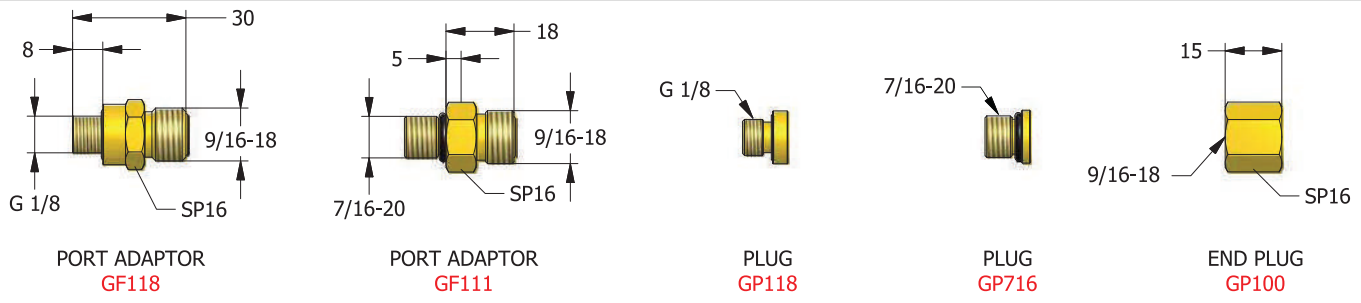 30
8
G 1/8
9/16-18
SP16
PORT ADAPTOR
GF118
18
5
7/16-20
9/16-18
SP16
PORT ADAPTOR
GF111
G 1/8
PLUG
GP118
7/16-20
PLUG
GP716
15
9/16-18
SP16
END PLUG
GP100